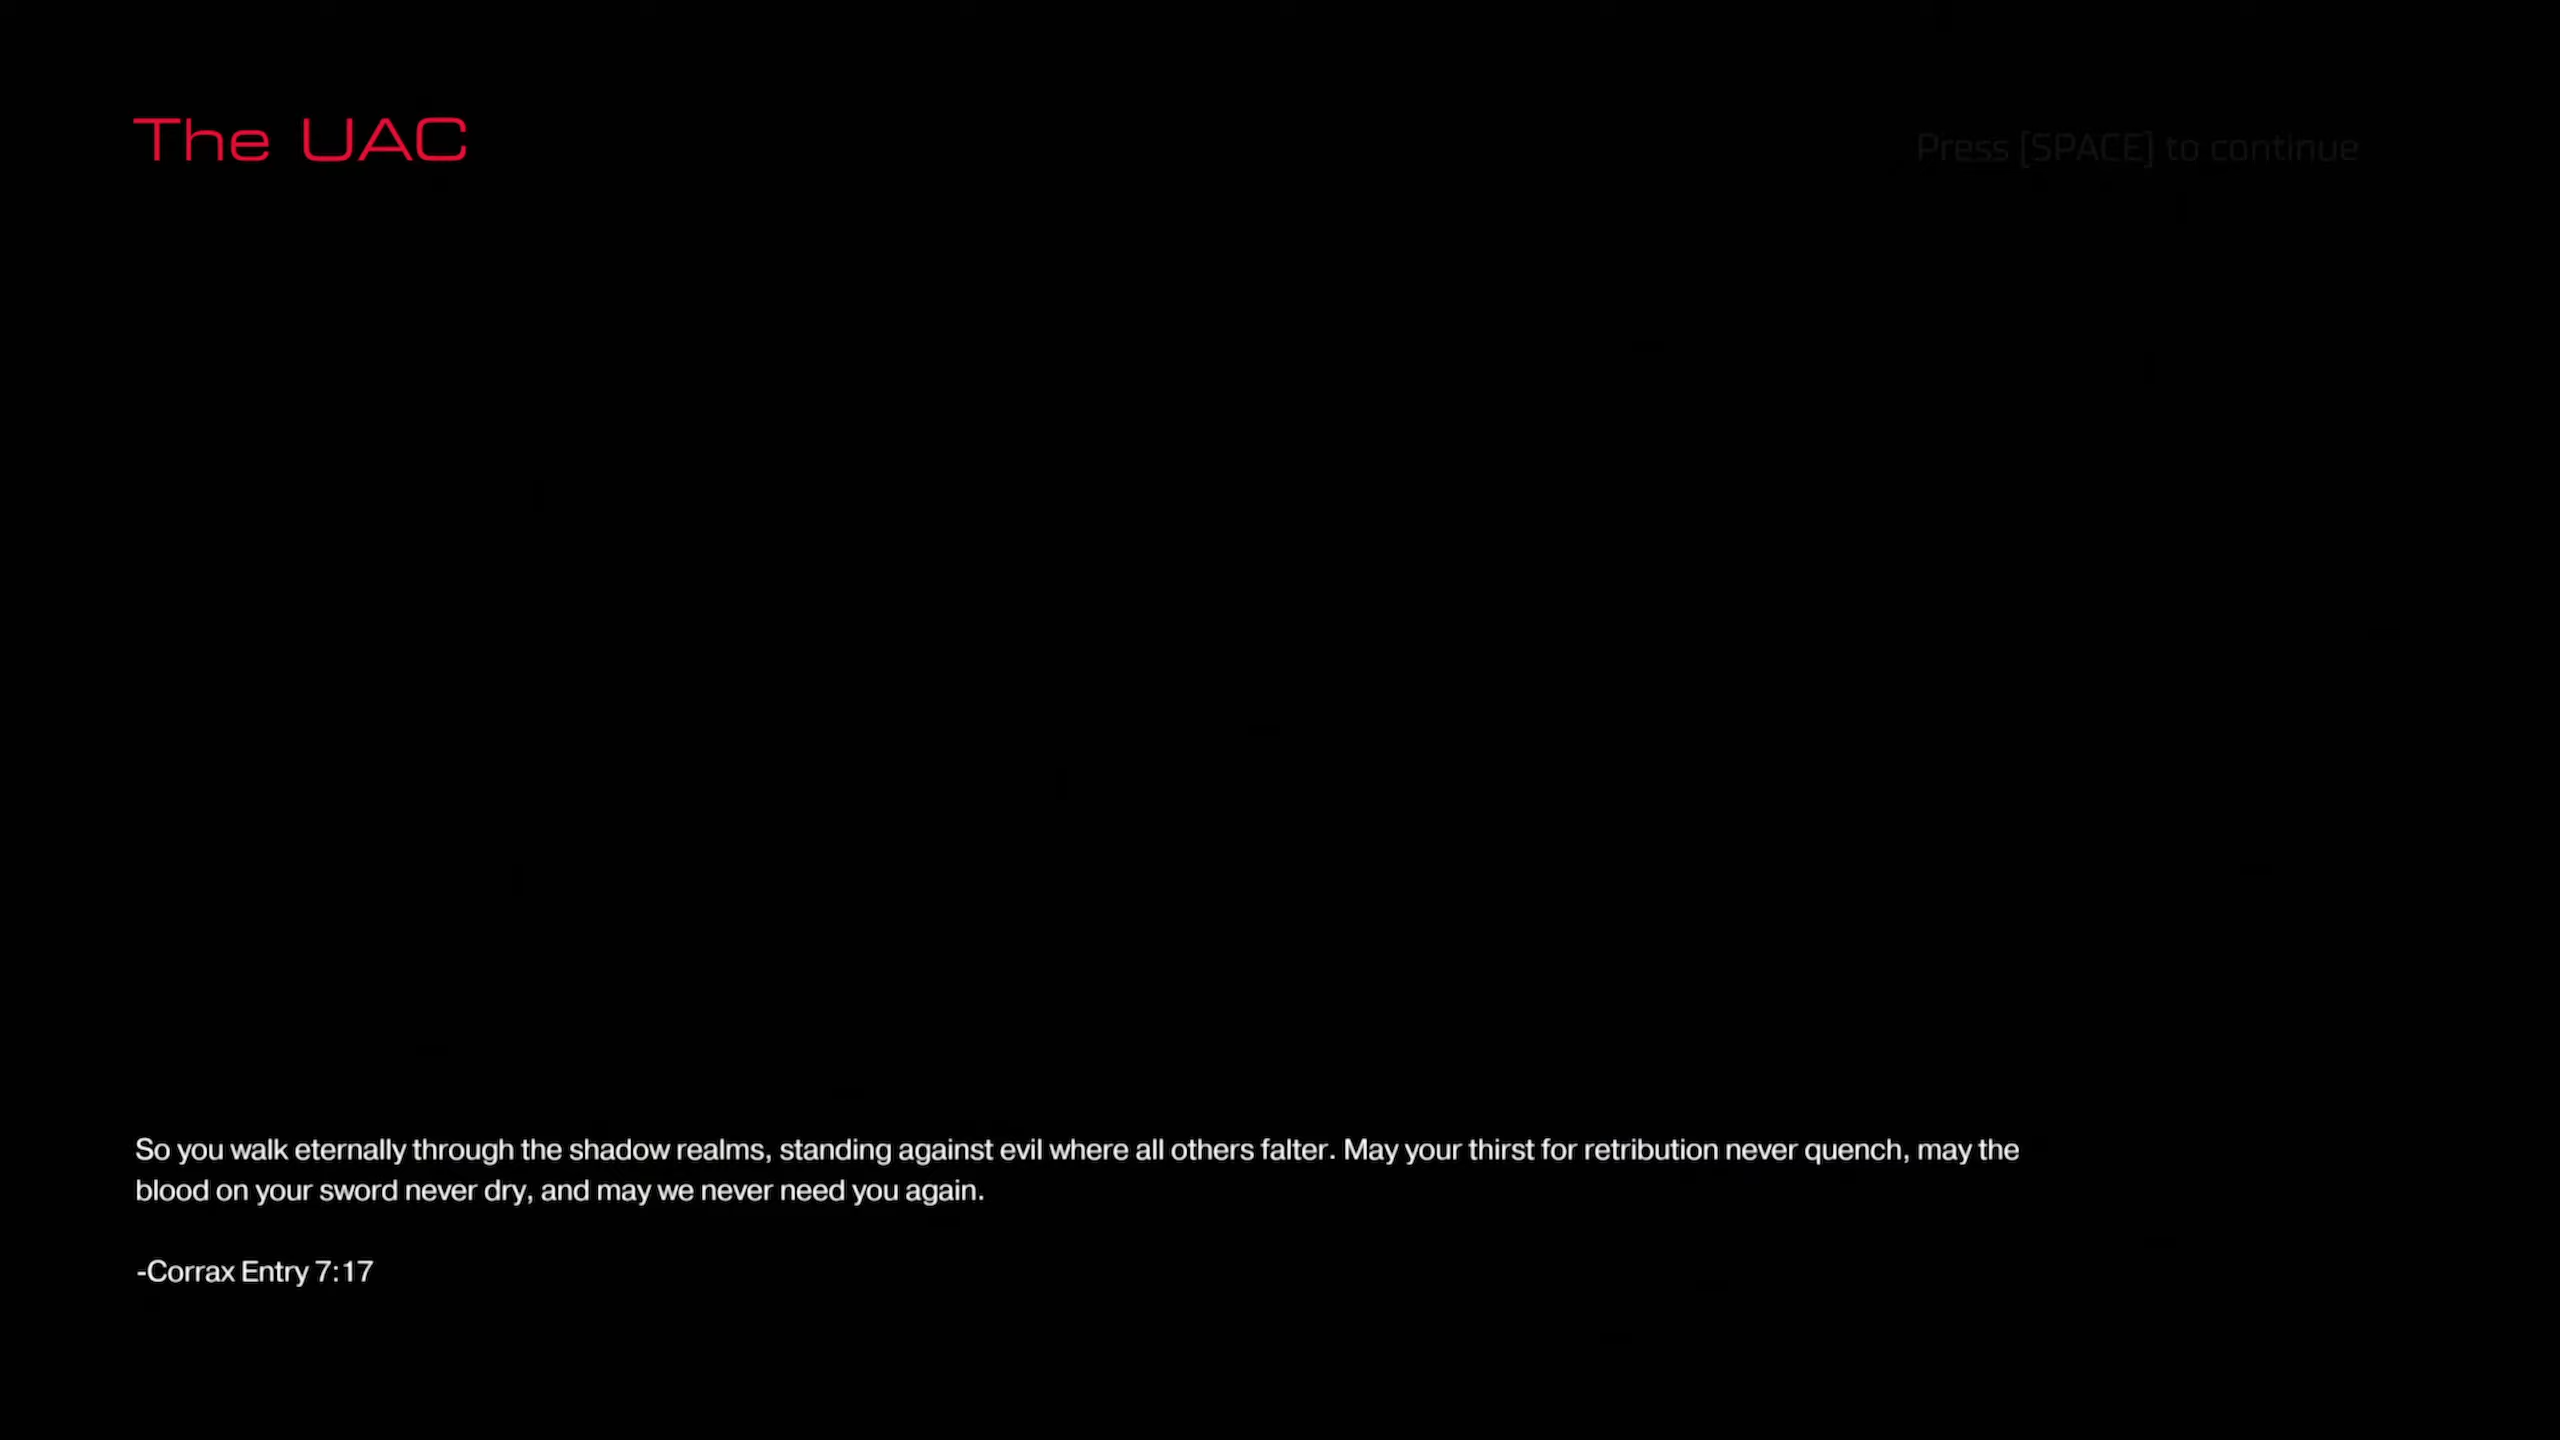 The UAC
Press [SPACE] to continue
So you walk eternally through the shadow realms, standing against evil where all others falter. May your thirst for retribution never quench, may the
blood on your sword never dry, and may we never need you again.
-Corrax Entry 7:17